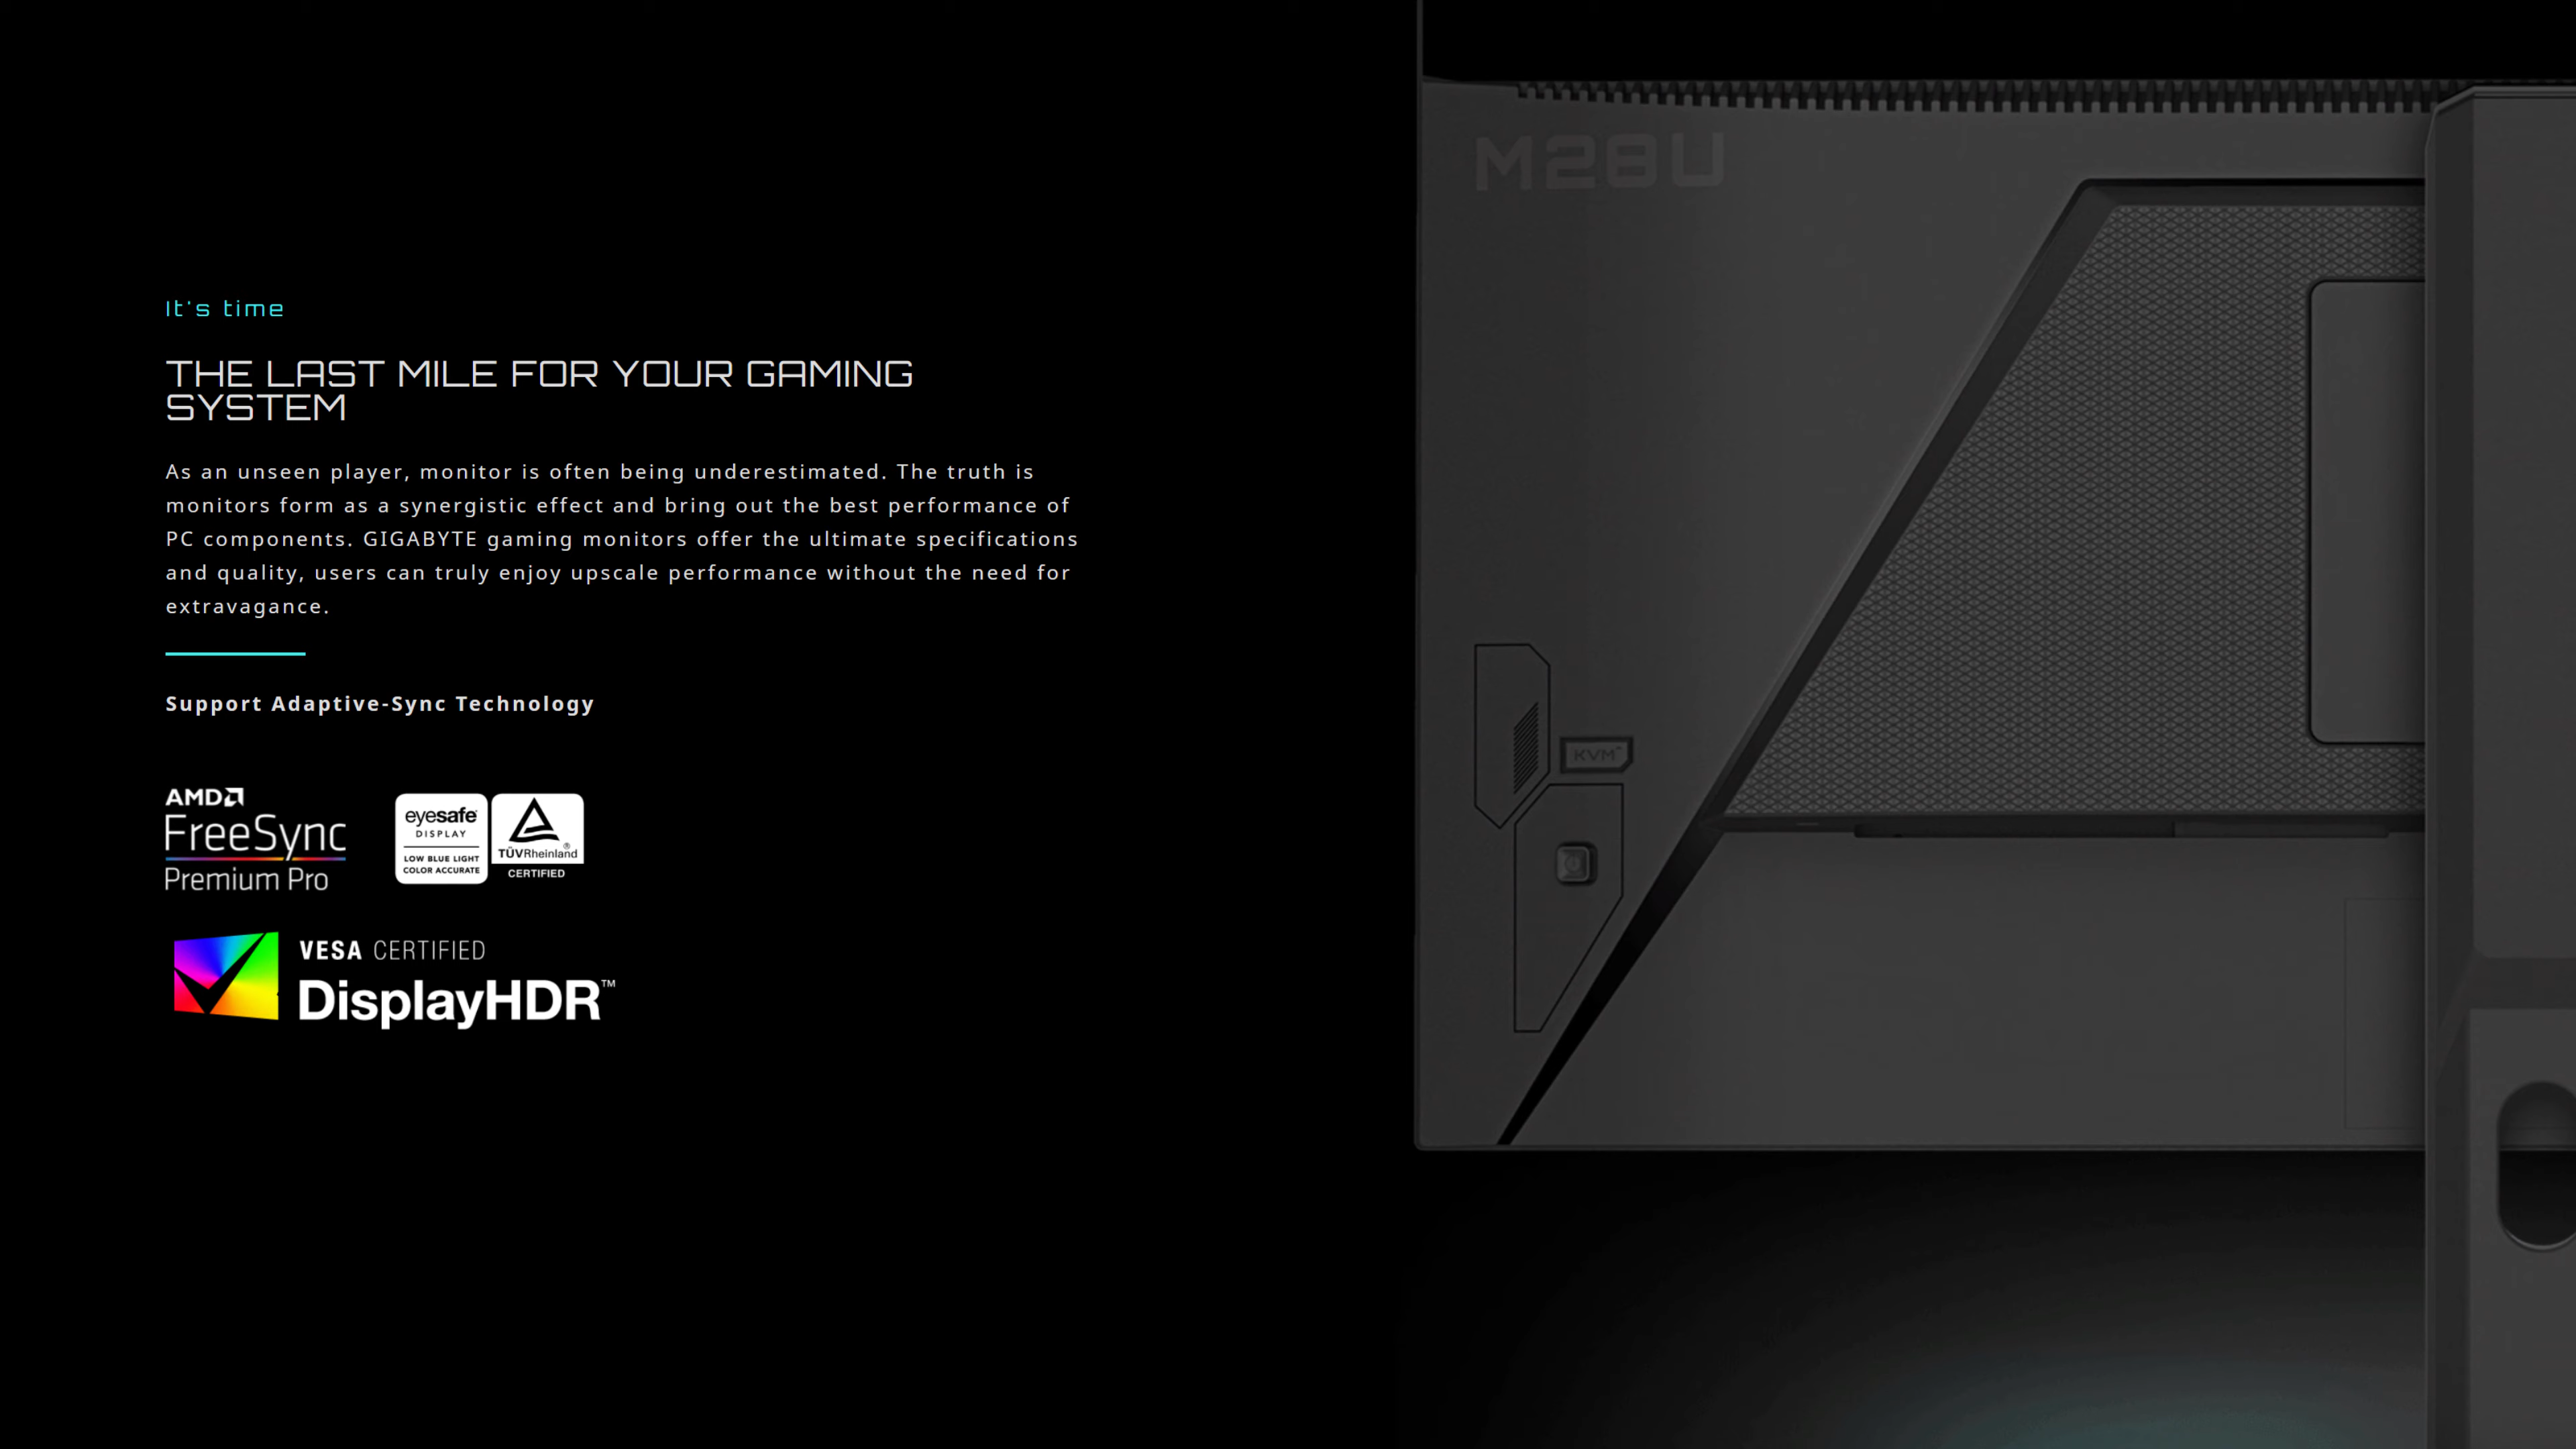 It's time
THE LAST MILE FOR YOUR GAMING
SYSTEM
As an unseen player, monitor is often being underestimated. The truth is
monitors form as a synergistic effect and bring out the best performance of
PC components. GIGABYTE gaming monitors offer the ultimate specifications
and quality, users can truly enjoy upscale performance without the need for
extravagance.
Support Adaptive-Sync Technology
AMD
FreeSync
Premium Pro
eyesafe
DISPLAY
LOW BLUE LIGHT
COLOR ACCURATE
TÜVRheinland®
CERTIFIED
VESA CERTIFIED
DisplayHDR™
M28U
KVM™